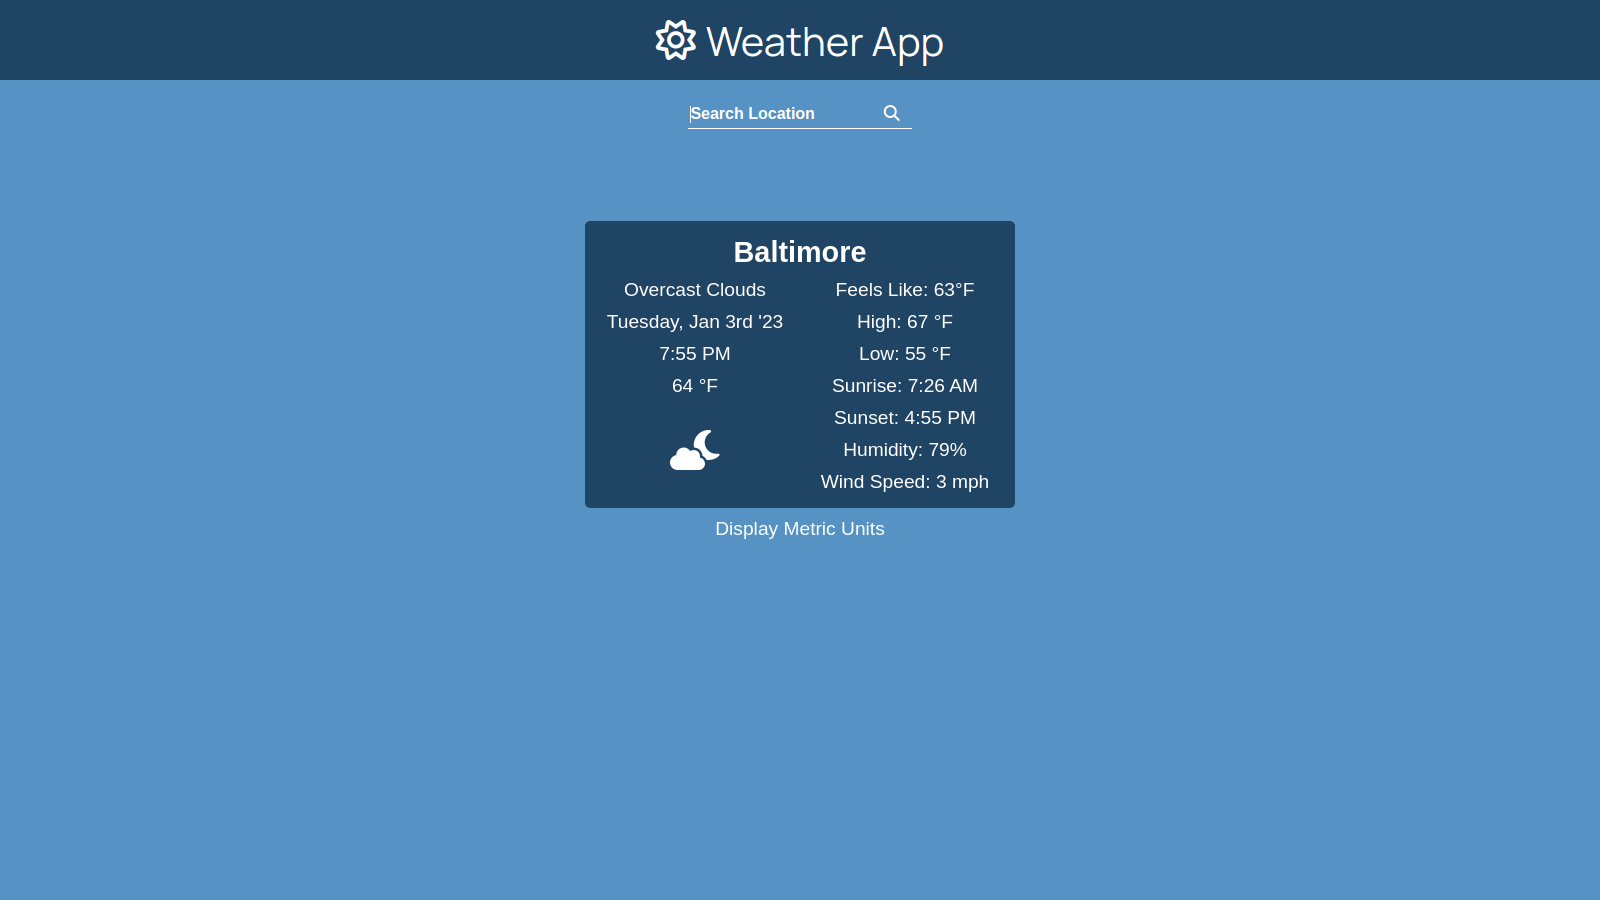 Weather App
Search Location
Baltimore
Overcast Clouds
Tuesday, Jan 3rd '23
7:55 PM
64 °F
Feels Like: 63°F
High: 67 °F
Low: 55 °F
Sunrise: 7:26 AM
Sunset: 4:55 PM
Humidity: 79%
Wind Speed: 3 mph
Display Metric Units